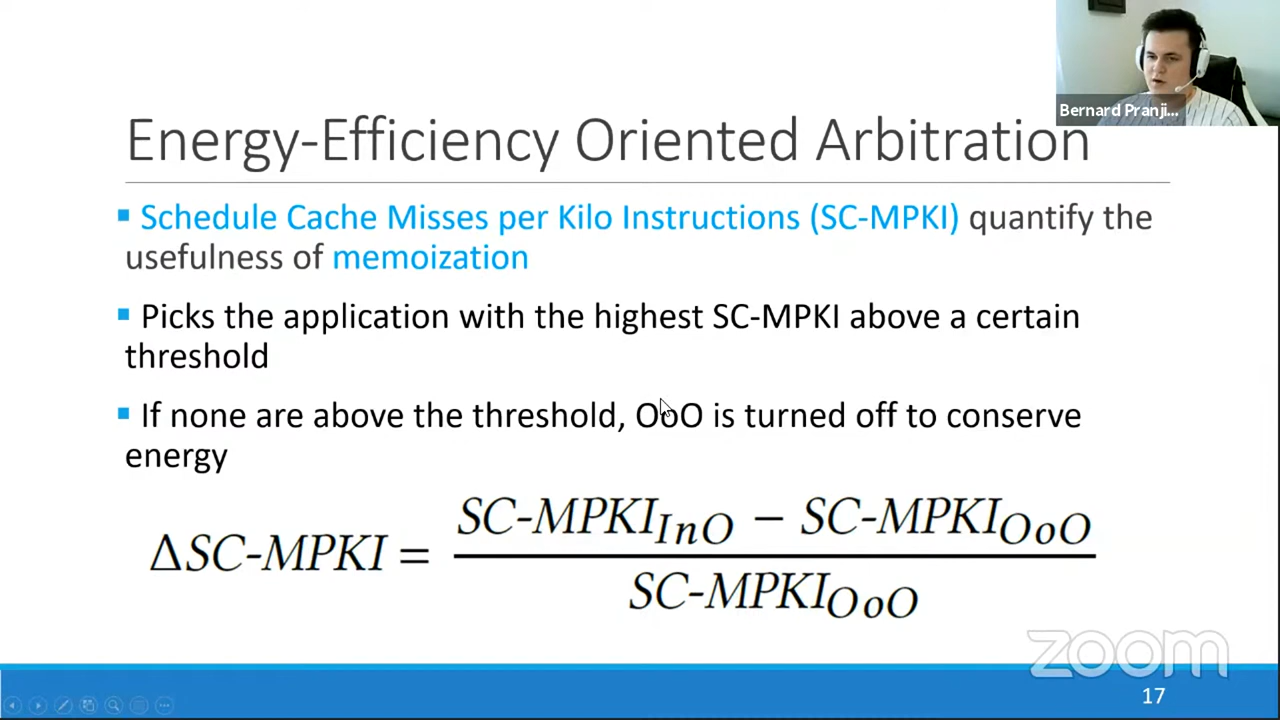 Bernard Pranji...
Energy-Efficiency Oriented Arbitration
▪ Schedule Cache Misses per Kilo Instructions (SC-MPKI) quantify the
usefulness of memoization
▪ Picks the application with the highest SC-MPKI above a certain
threshold
▪ If none are above the threshold, OoO is turned off to conserve
energy
ΔSC-MPKI = (SC-MPKI_InO − SC-MPKI_OoO) / SC-MPKI_OoO
zoom
17